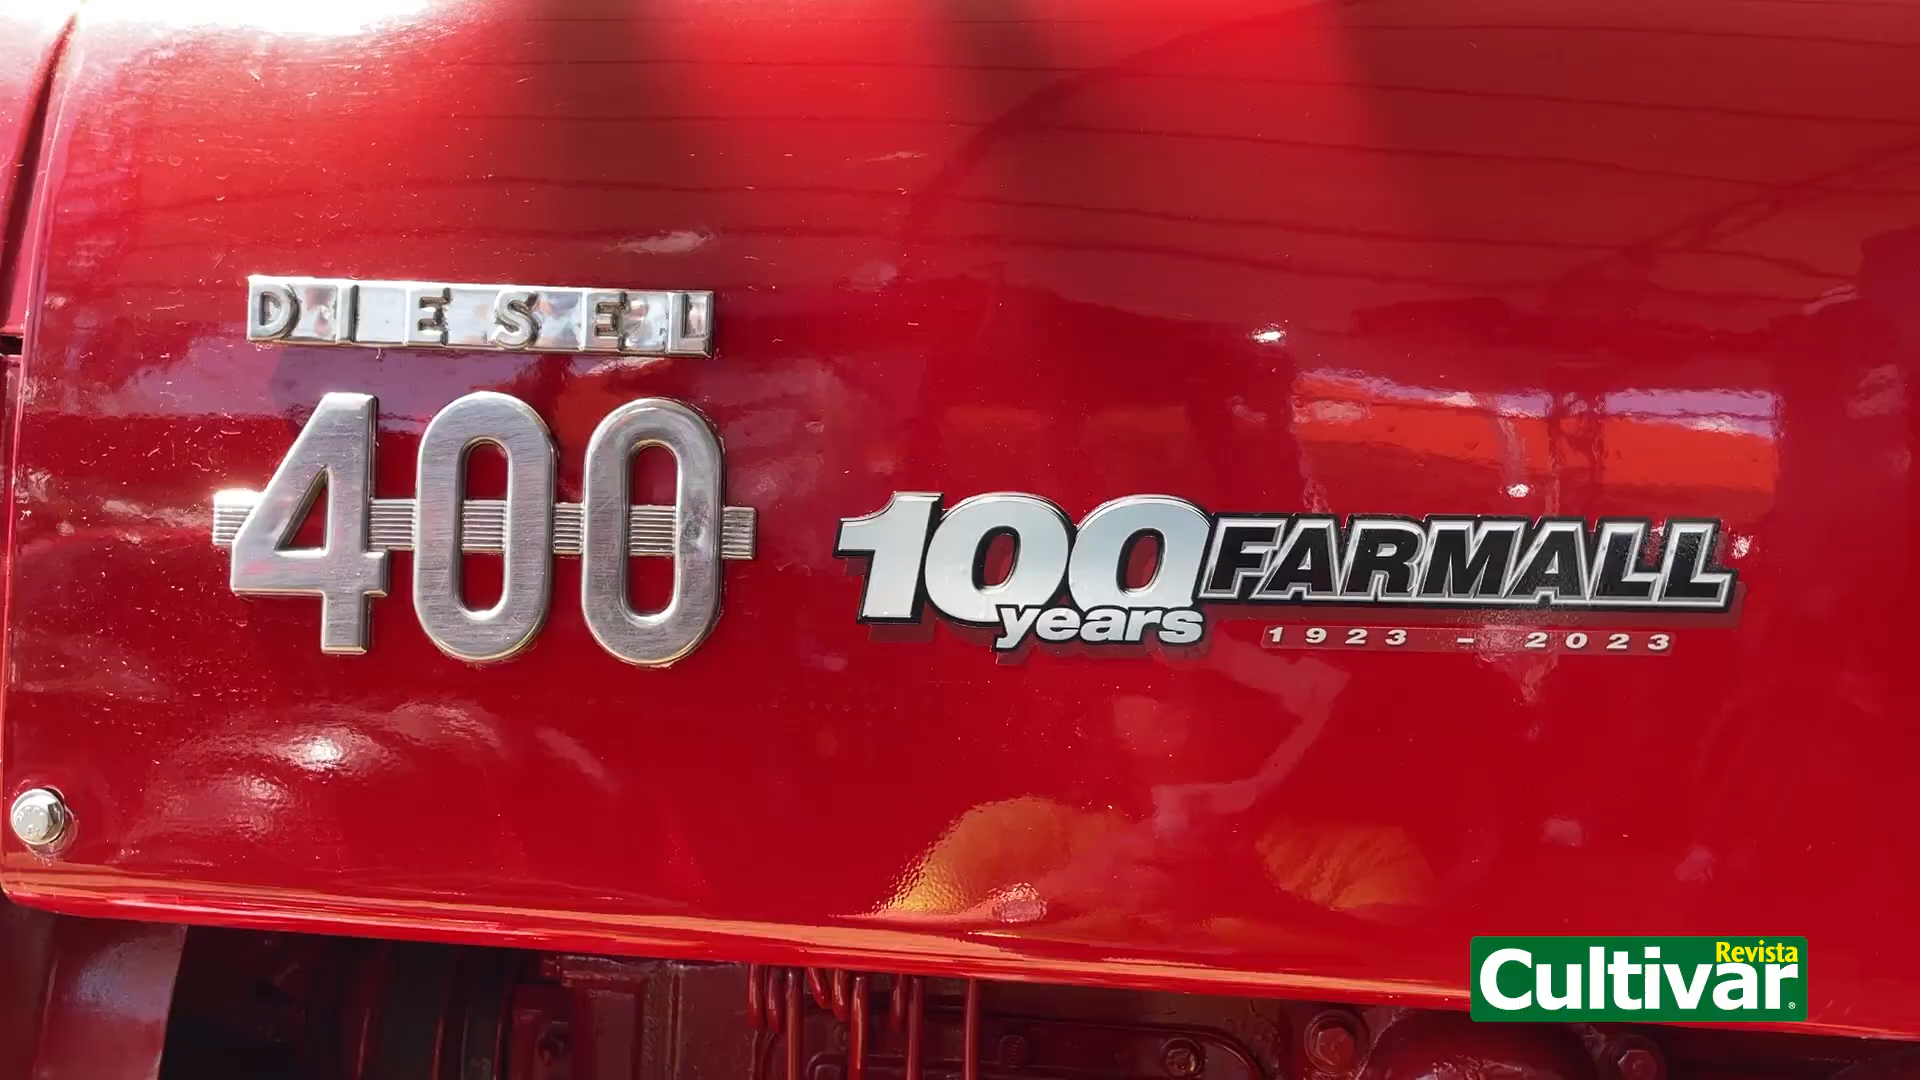 DIESEL
400
100 years FARMALL
1923 - 2023
Revista
Cultivar